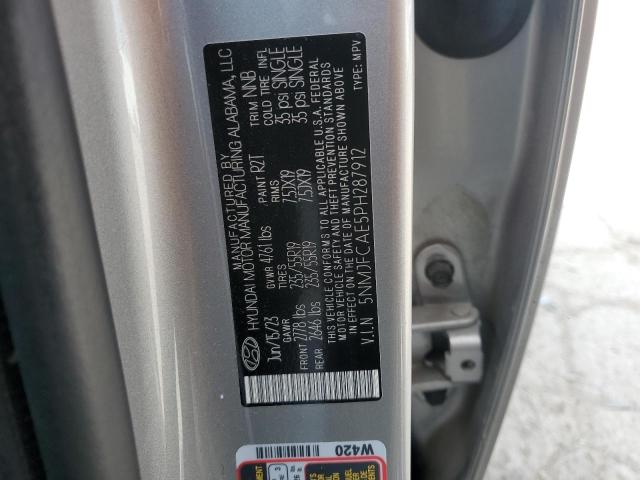 MANUFACTURED BY
HYUNDAI MOTOR MANUFACTURING ALABAMA, LLC
Jun/15/23 GVWR 4761 lbs PAINT R2T TRIM NNB
GAWR TIRES RIMS COLD TIRE INFL
FRONT 2778 lbs 235/55R19 7.5JX19 35 psi SINGLE
REAR 2646 lbs 235/55R19 7.5JX19 35 psi SINGLE
THIS VEHICLE CONFORMS TO ALL APPLICABLE U.S.A. FEDERAL
MOTOR VEHICLE SAFETY AND THEFT PREVENTION STANDARDS
IN EFFECT ON THE DATE OF MANUFACTURE SHOWN ABOVE
V.I.N 5NMJFCAE5PH287912 TYPE MPV
W420